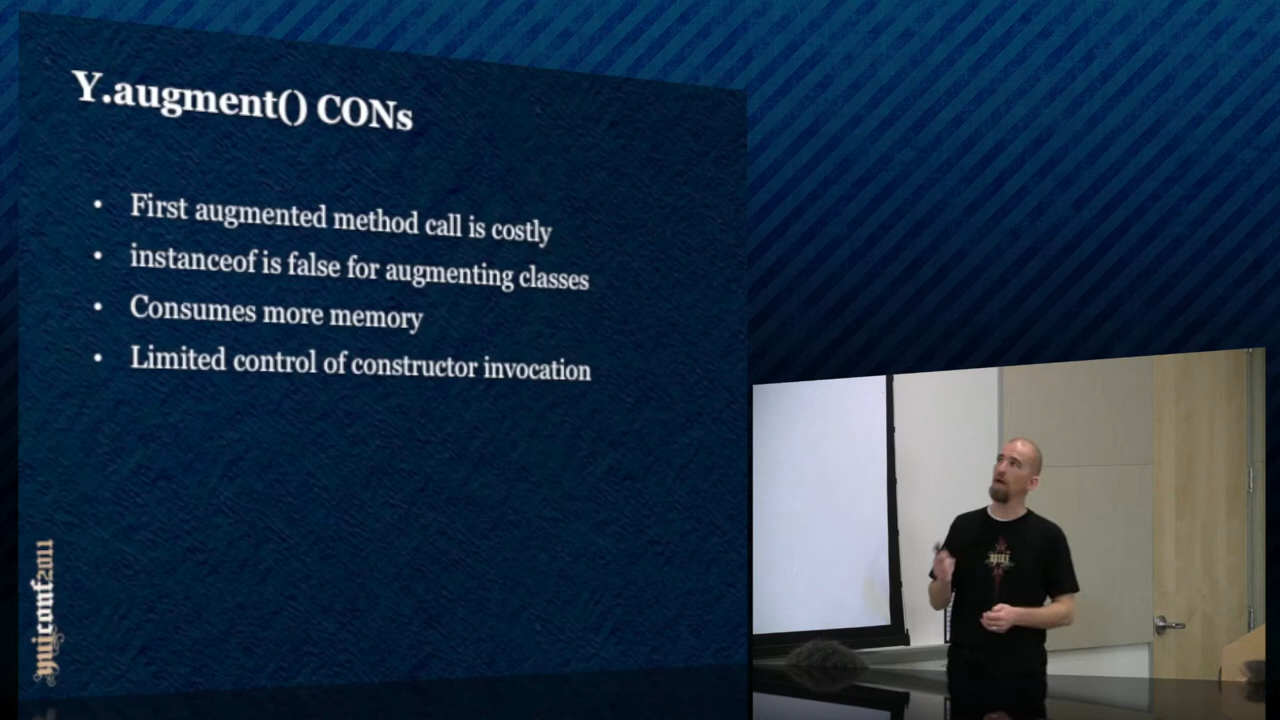 Y.augment() CONs
• First augmented method call is costly
• instanceof is false for augmenting classes
• Consumes more memory
• Limited control of constructor invocation
yuiconf2011
yui